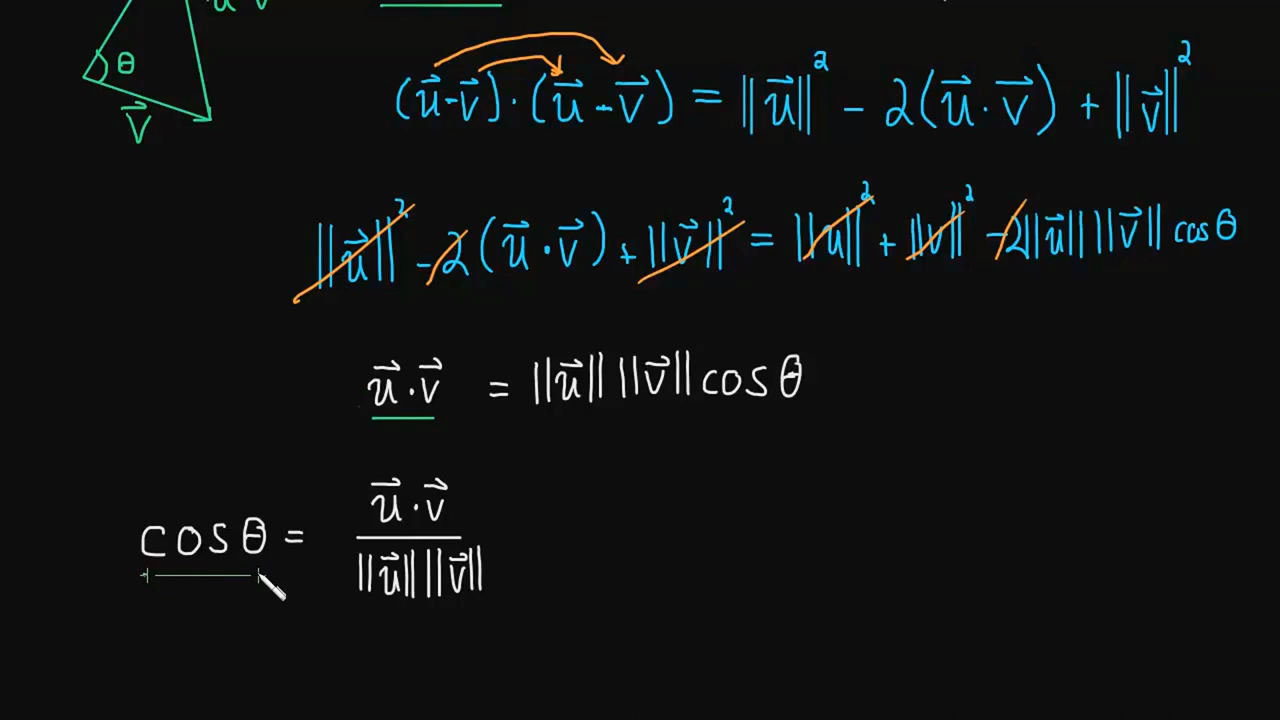 θ
v⃗
(u⃗ - v⃗) · (u⃗ - v⃗) = ||u⃗||² - 2(u⃗ · v⃗) + ||v⃗||²
||u⃗||² - 2(u⃗ · v⃗) + ||v⃗||² = ||u||² + ||v||² - 2||u⃗|| ||v⃗|| cos θ
u⃗ · v⃗ = ||u⃗|| ||v⃗|| cos θ
u⃗ · v⃗
cos θ =
||u⃗|| ||v⃗||